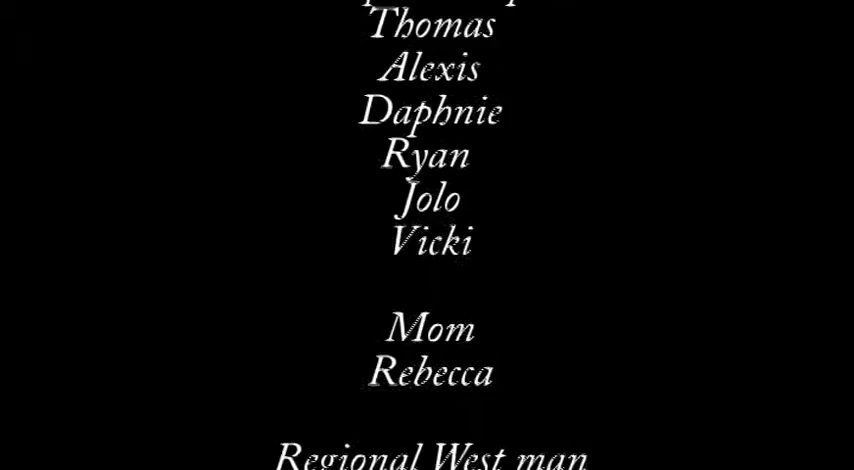 Thomas
Alexis
Daphnie
Ryan
Jolo
Vicki
Mom
Rebecca
Regional West man